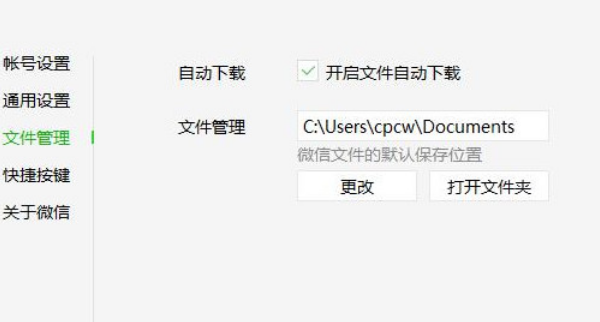 帐号设置
通用设置
文件管理
快捷按键
关于微信
自动下载 开启文件自动下载
文件管理 C:\Users\cpcw\Documents
微信文件的默认保存位置
更改 打开文件夹